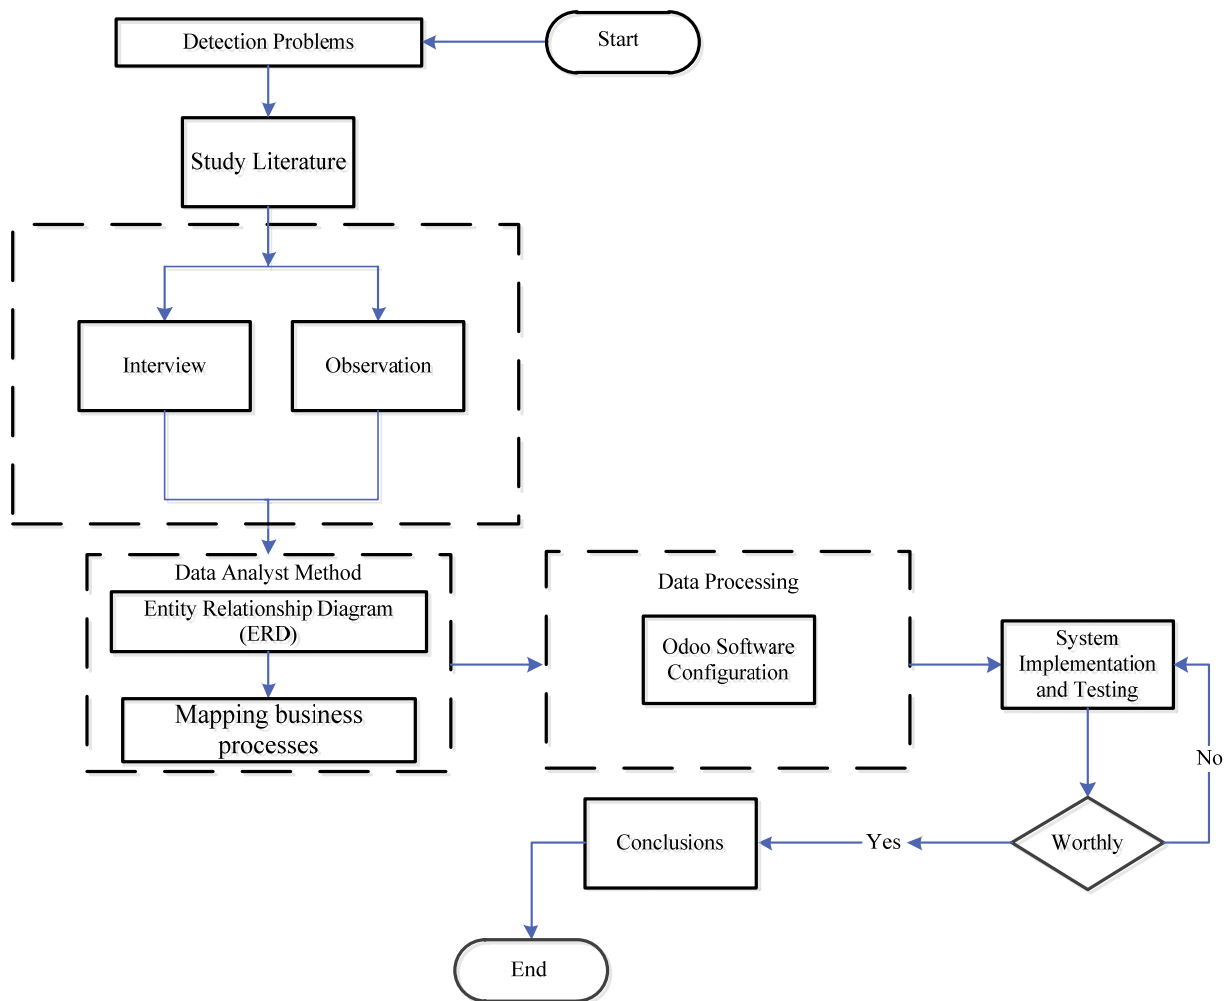 Start
Detection Problems
Study Literature
Interview
Observation
Data Analyst Method
Entity Relationship Diagram
(ERD)
Mapping business
processes
Data Processing
Odoo Software
Configuration
System
Implementation
and Testing
No
Worthly
Yes
Conclusions
End